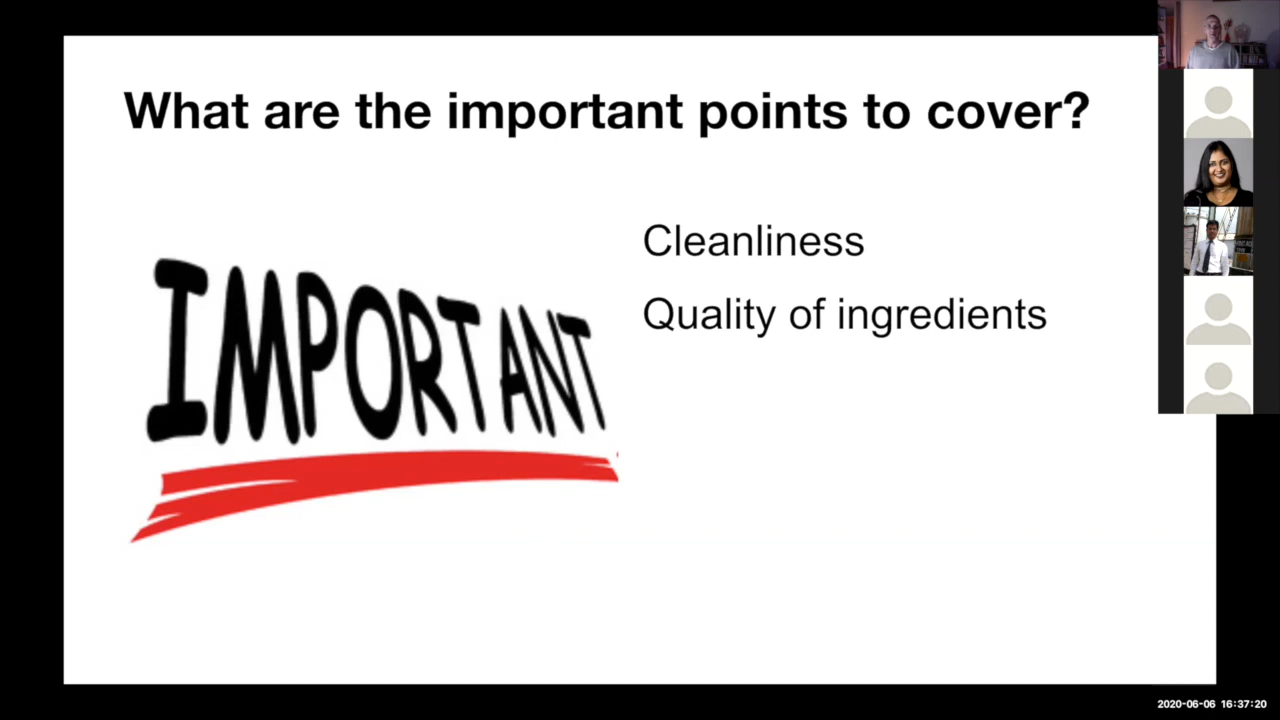 What are the important points to cover?
IMPORTANT
Cleanliness
Quality of ingredients
2020-06-06 16:37:20